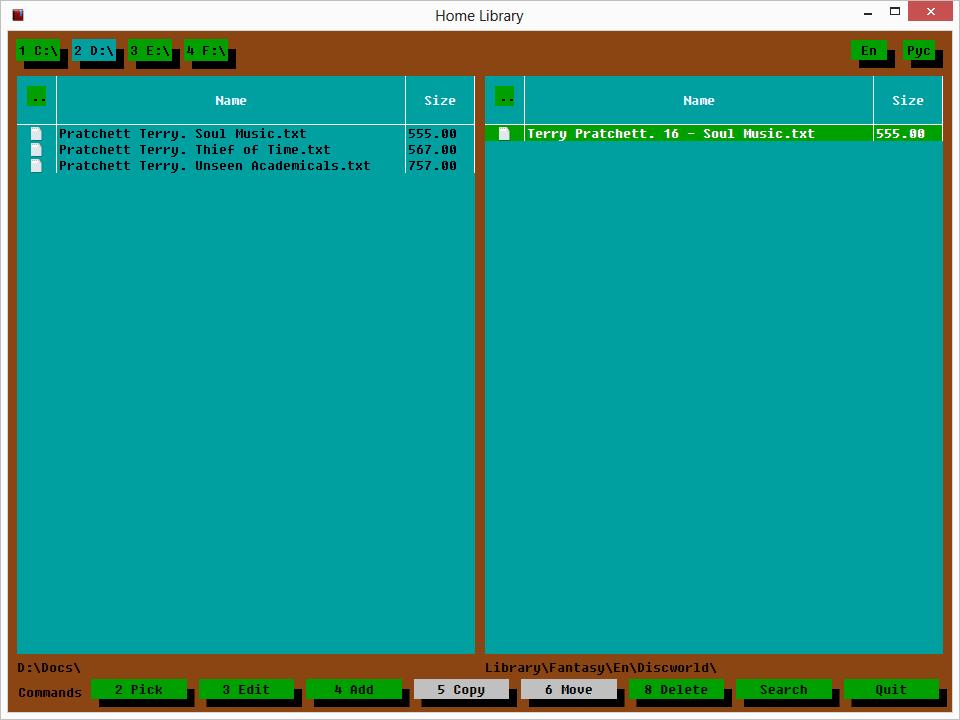 Home Library
1 C:\ 2 D:\ 3 E:\ 4 F:\ En Рус
.. Name Size
Pratchett Terry. Soul Music.txt 555.00
Pratchett Terry. Thief of Time.txt 567.00
Pratchett Terry. Unseen Academicals.txt 757.00
.. Name Size
Terry Pratchett. 16 - Soul Music.txt 555.00
D:\Docs\ Library\Fantasy\En\Discworld\
Commands 2 Pick 3 Edit 4 Add 5 Copy 6 Move 8 Delete Search Quit